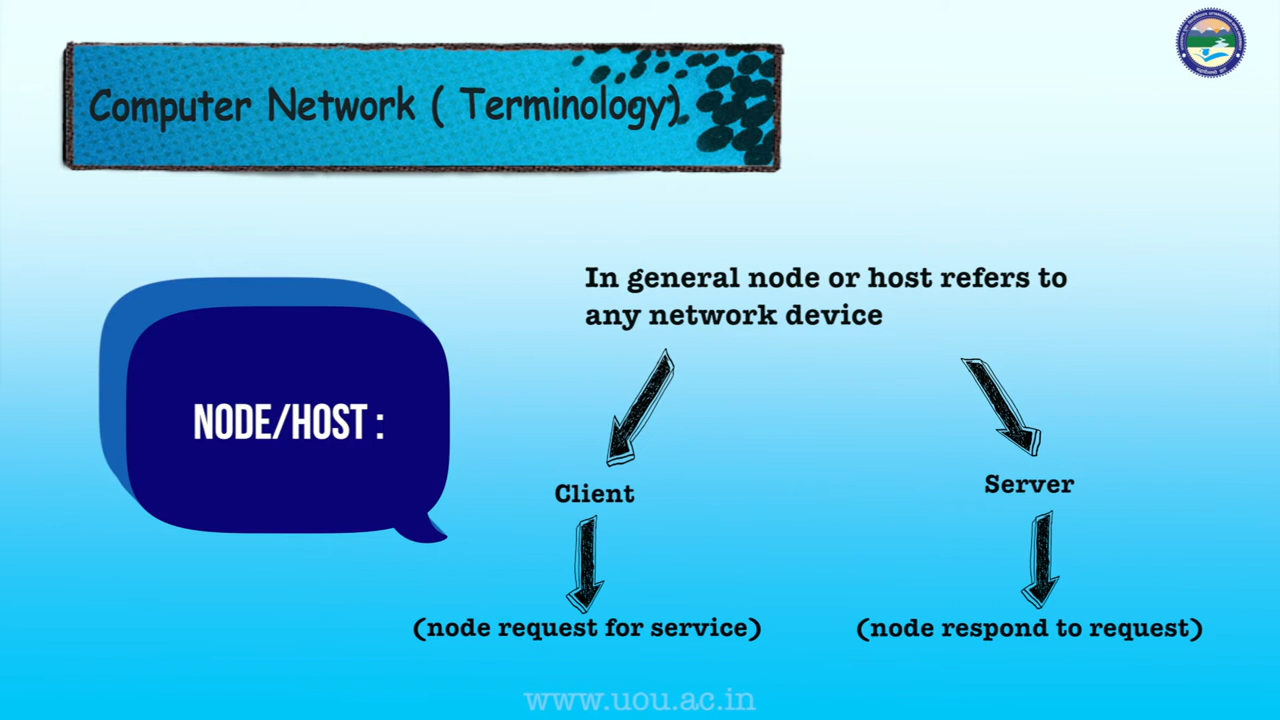 Computer Network ( Terminology)
In general node or host refers to
any network device
NODE/HOST :
Client
Server
(node request for service)
(node respond to request)
www.uou.ac.in